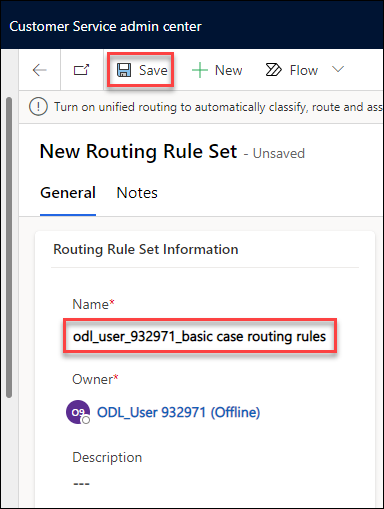 Customer Service admin center
Save
New
Flow
Turn on unified routing to automatically classify, route and ass
New Routing Rule Set - Unsaved
General
Notes
Routing Rule Set Information
Name*
odl_user_932971_basic case routing rules
Owner*
O9
ODL_User 932971 (Offline)
Description
---